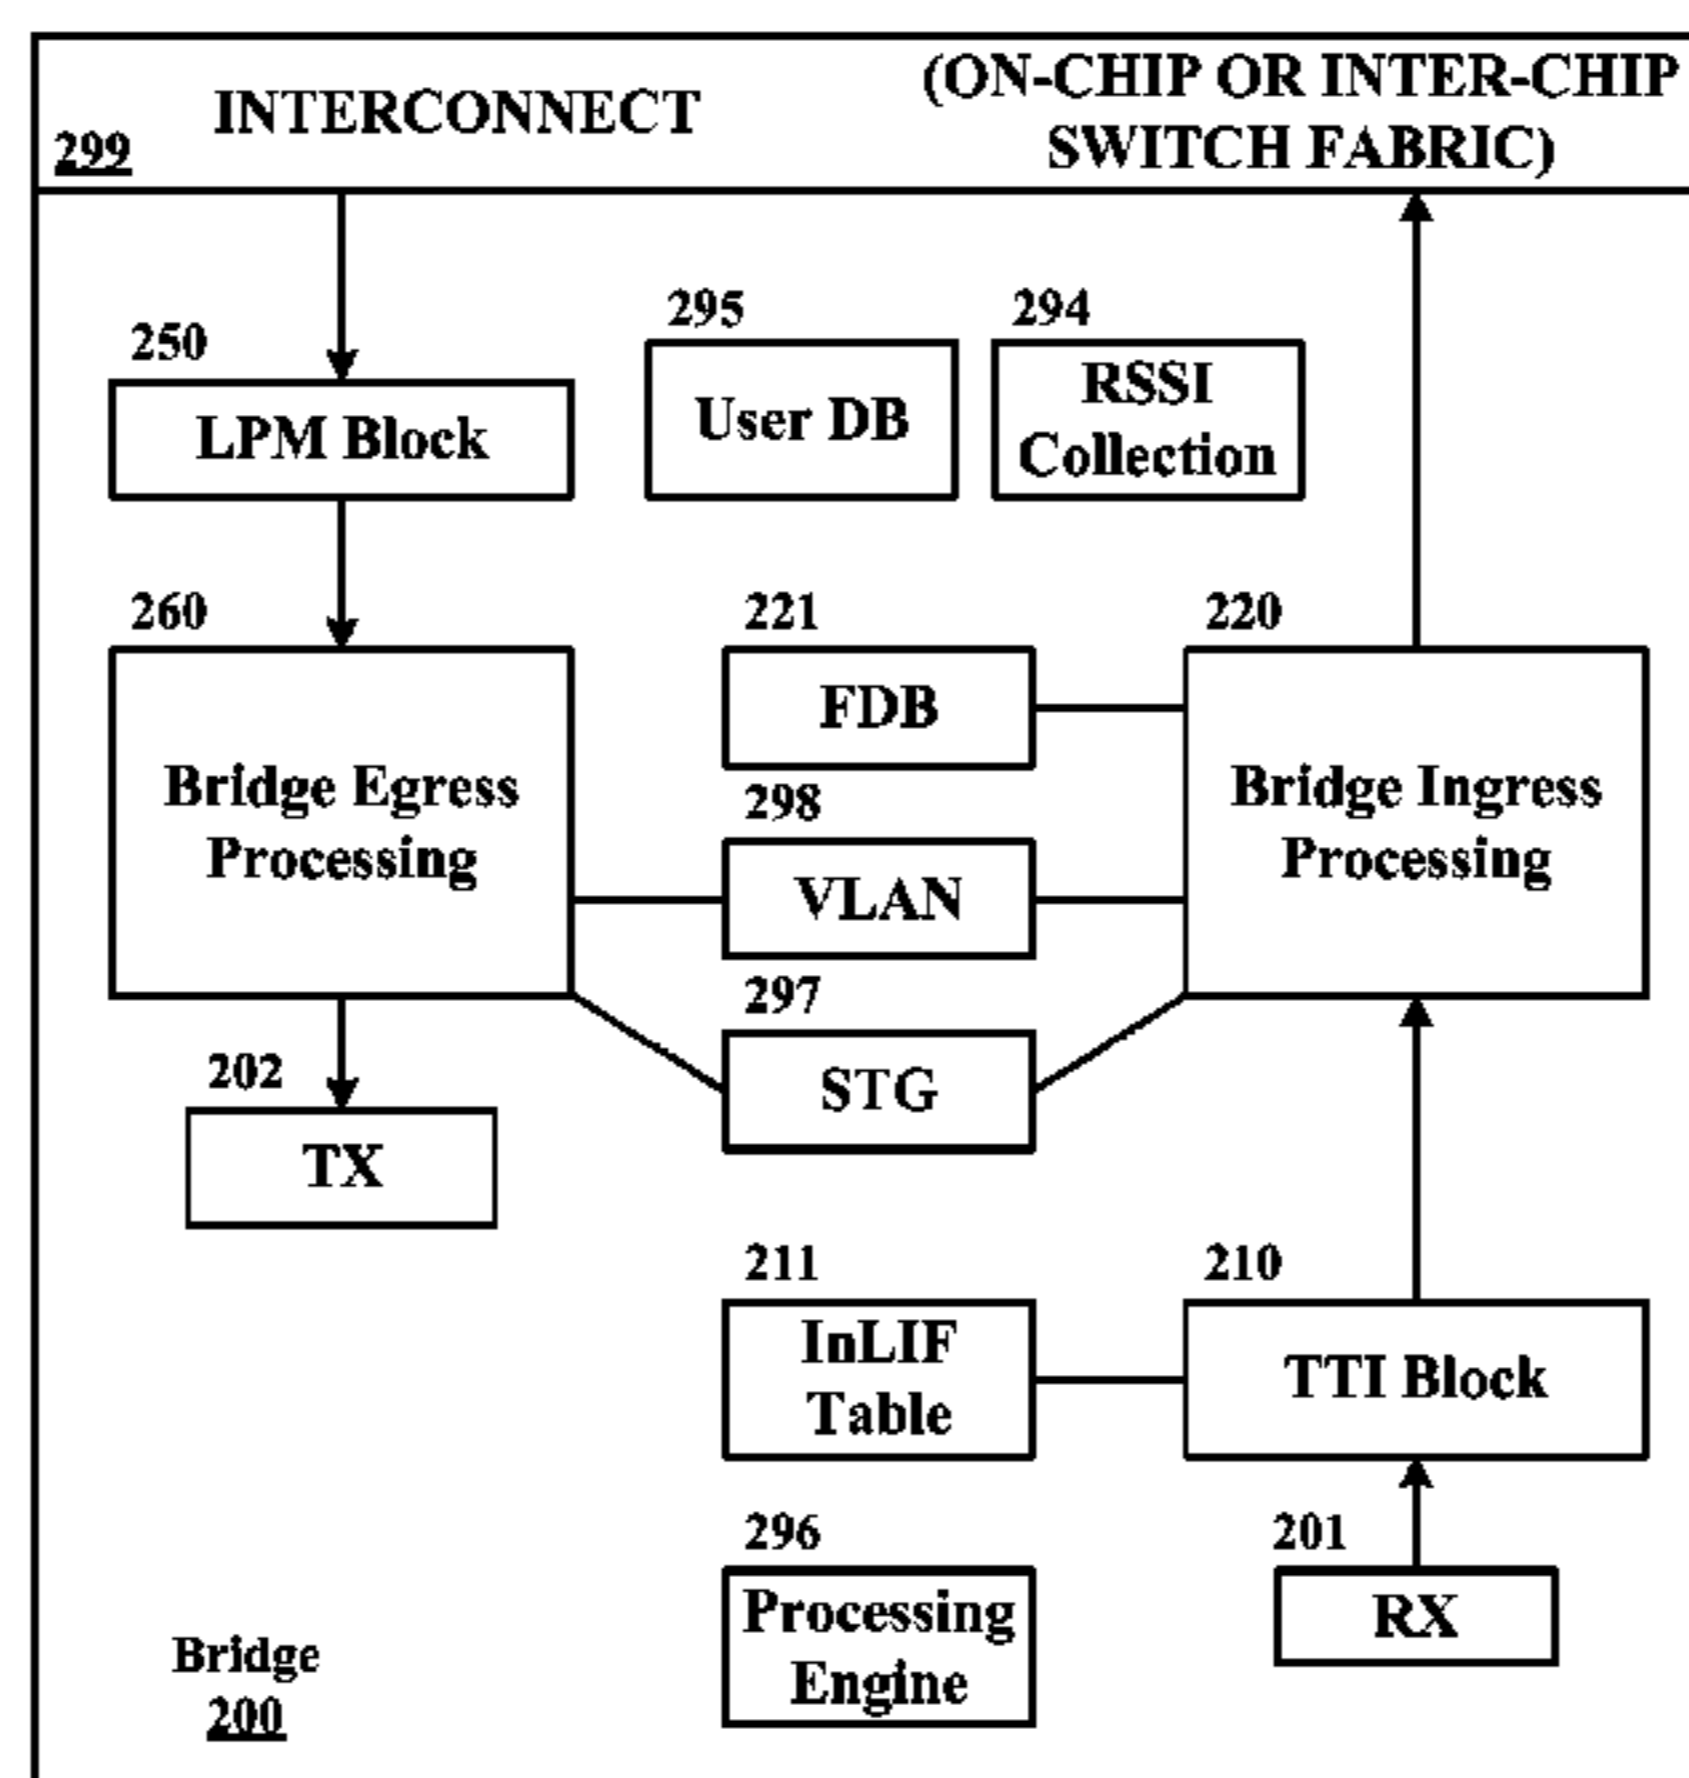 INTERCONNECT
(ON-CHIP OR INTER-CHIP
SWITCH FABRIC)
299
250
LPM Block
295
User DB
294
RSSI
Collection
260
Bridge Egress
Processing
221
FDB
220
Bridge Ingress
Processing
298
VLAN
297
STG
202
TX
211
InLIF
Table
210
TTI Block
296
Processing
Engine
201
RX
Bridge
200